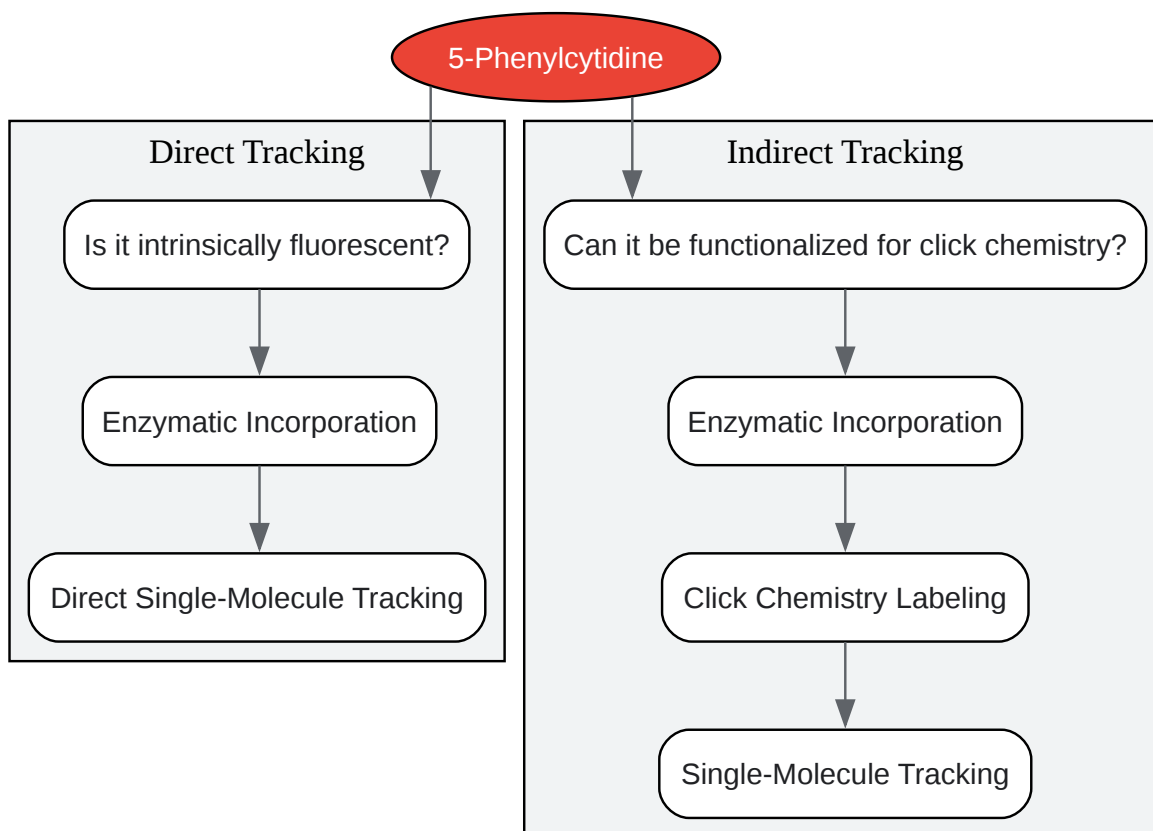 5-Phenylcytidine
Direct Tracking
Is it intrinsically fluorescent?
Enzymatic Incorporation
Direct Single-Molecule Tracking
Indirect Tracking
Can it be functionalized for click chemistry?
Enzymatic Incorporation
Click Chemistry Labeling
Single-Molecule Tracking